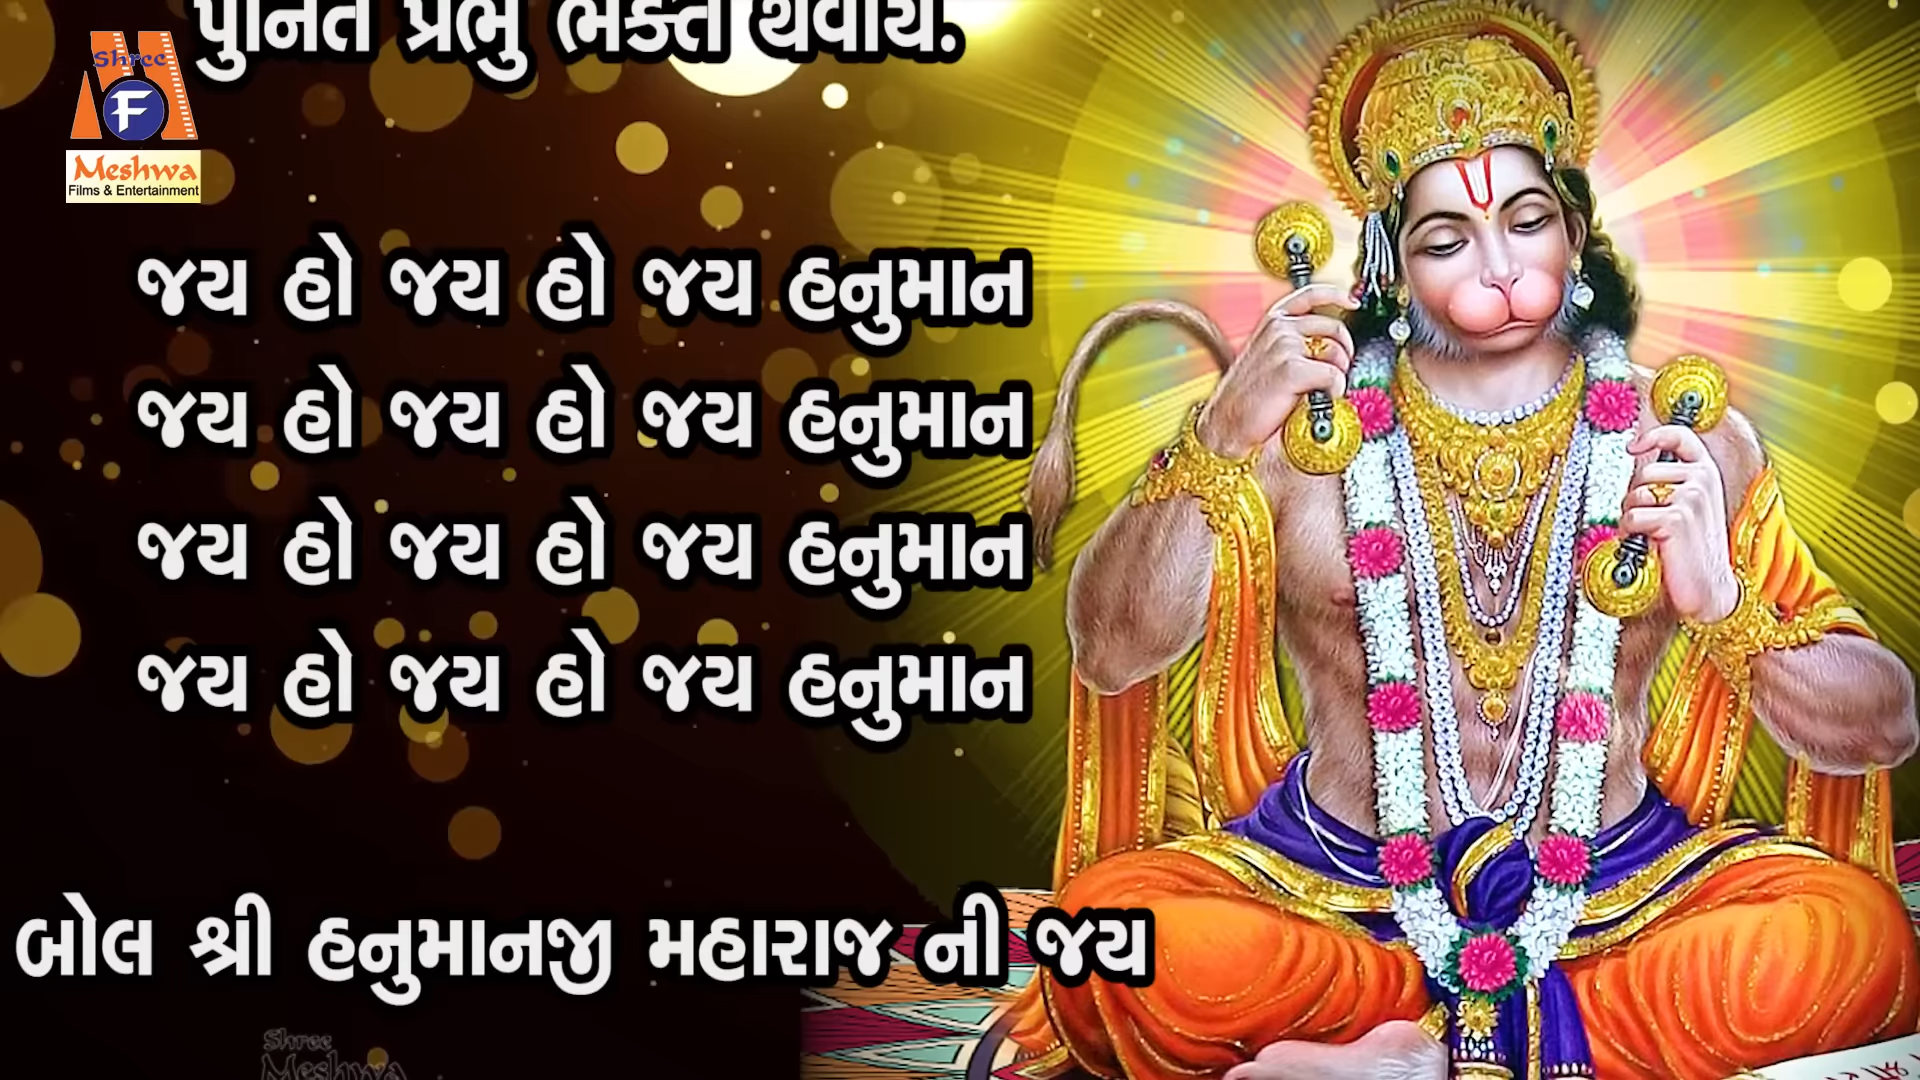 પુનિત પ્રભુ ભક્ત થવાય.
Shree
F
Meshwa
Films & Entertainment
જય હો જય હો જય હનુમાન
જય હો જય હો જય હનુમાન
જય હો જય હો જય હનુમાન
જય હો જય હો જય હનુમાન
બોલ શ્રી હનુમાનજી મહારાજ ની જય
Shree
Meshwa